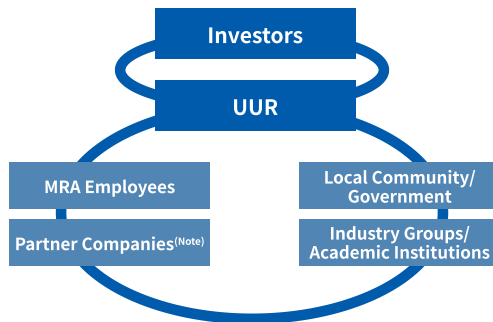 Investors
UUR
MRA Employees
Partner Companies(Note)
Local Community/
Government
Industry Groups/
Academic Institutions